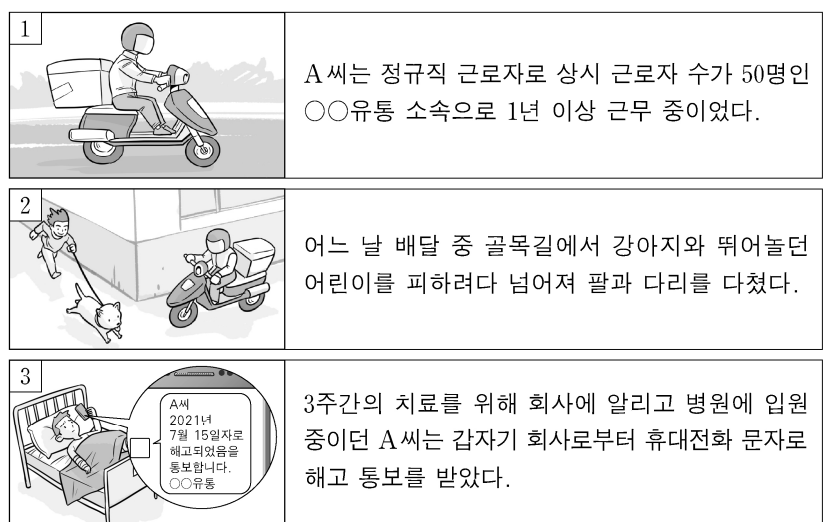 1
A씨는 정규직 근로자로 상시 근로자 수가 50명인
○○유통 소속으로 1년 이상 근무 중이었다.
2
어느 날 배달 중 골목길에서 강아지와 뛰어놀던
어린이를 피하려다 넘어져 팔과 다리를 다쳤다.
3
A씨
2021년
7월 15일자로
해고되었음을
통보합니다.
○○유통
3주간의 치료를 위해 회사에 알리고 병원에 입원
중이던 A씨는 갑자기 회사로부터 휴대전화 문자로
해고 통보를 받았다.